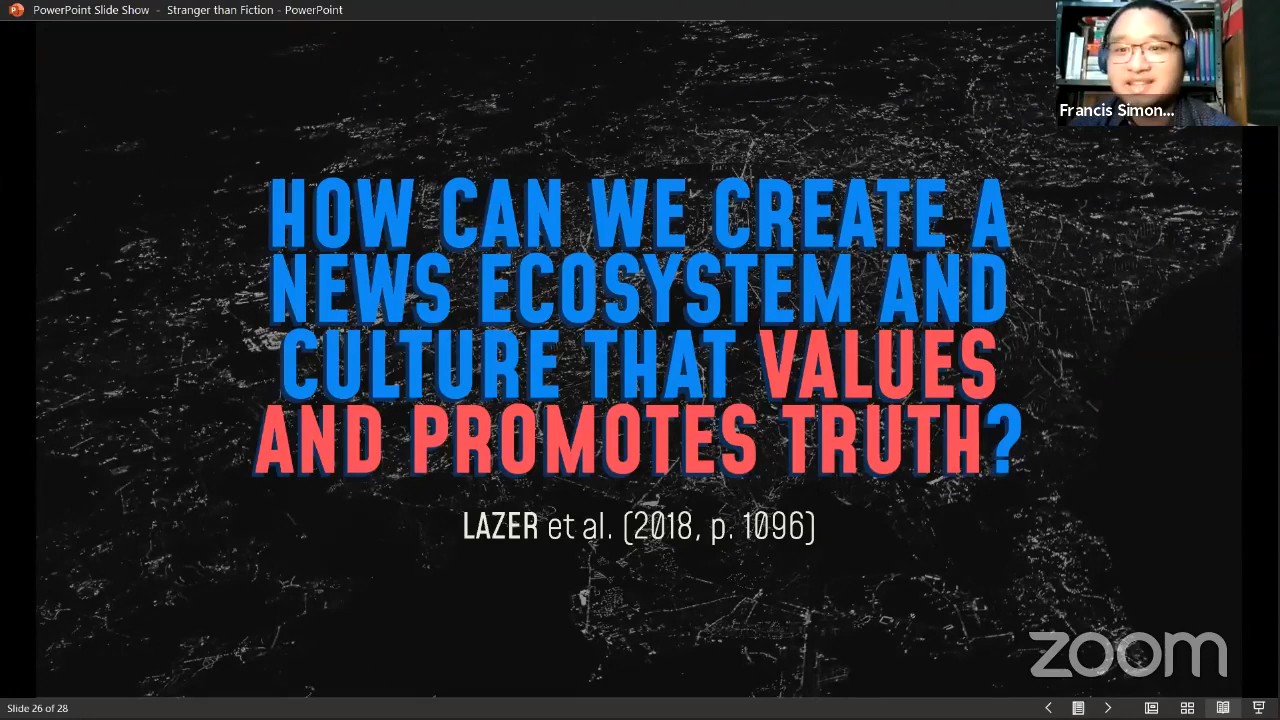 PowerPoint Slide Show - Stranger than Fiction - PowerPoint
Francis Simon...
HOW CAN WE CREATE A
NEWS ECOSYSTEM AND
CULTURE THAT VALUES
AND PROMOTES TRUTH?
LAZER et al. (2018, p. 1096)
zoom
Slide 26 of 28